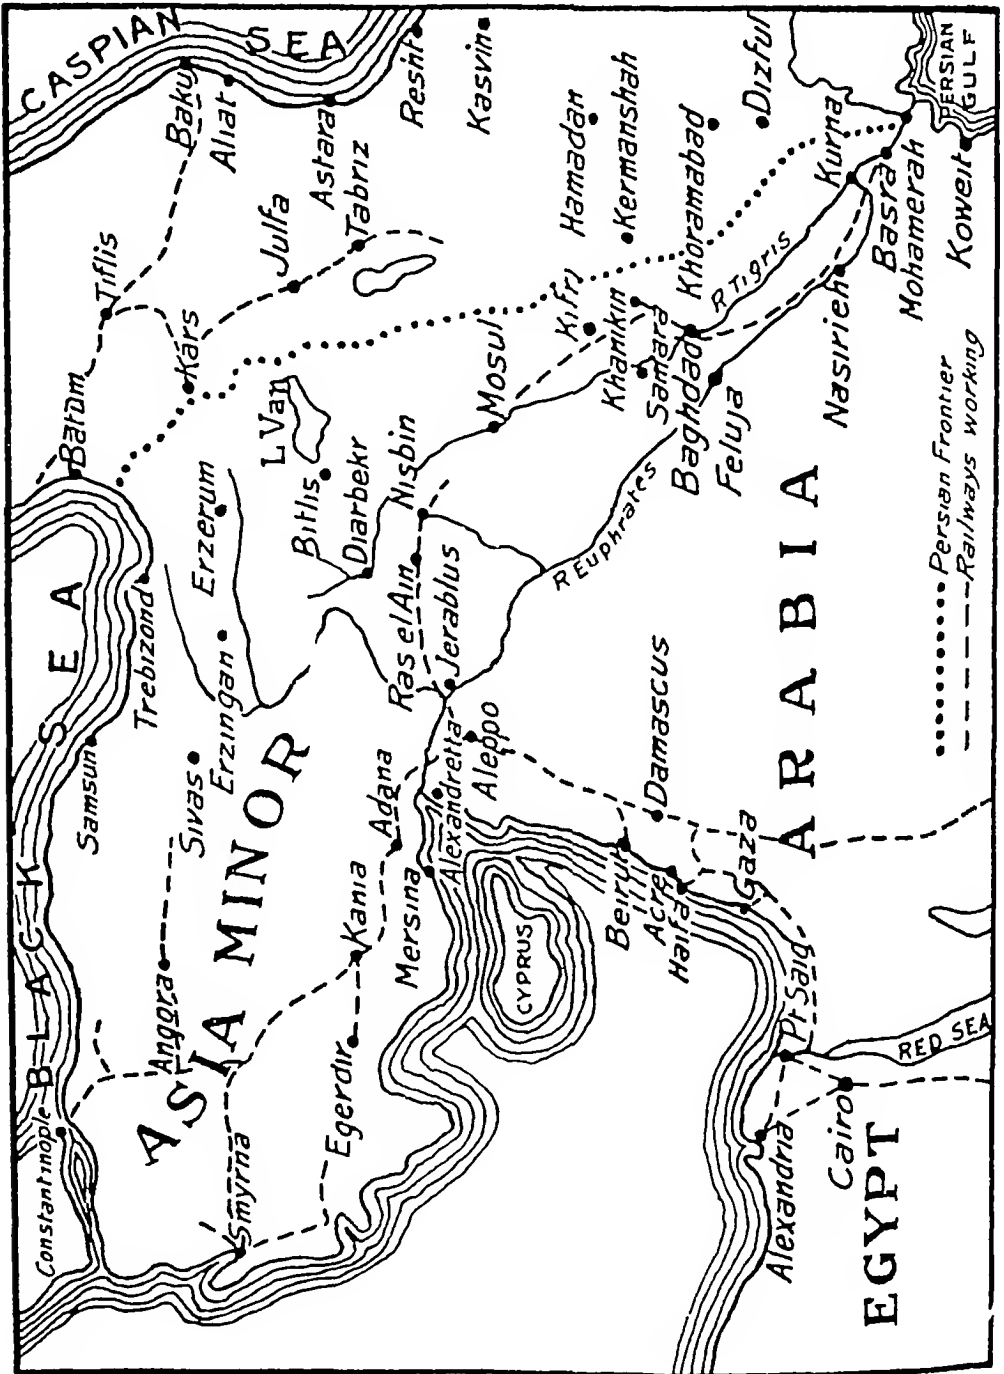 BLACK SEA
CASPIAN SEA
Constantinople
Samsun
Trebizond
Batum
Tiflis
Baku
Aliat
Angora
Sivas
Erzingan
Erzerum
Kars
Julfa
Astara
Tabriz
Resht
Kasvin
ASIA MINOR
L Van
Bitlis
Diarbekr
Nisbin
Mosul
Smyrna
Egerdir
Kania
Adana
Mersina
Alexandretta
Aleppo
Jerablus
Ras el Ain
Kifri
Hamadan
Kermanshah
Khanikin
Samara
Khoramabad
Dizful
CYPRUS
R Euphrates
Baghdad
R Tigris
Feluja
Beirut
Damascus
Acre
Haifa
Gaza
Nasirieh
Kurna
Basra
Mohamerah
Koweit
PERSIAN
GULF
Alexandria
Pt Said
Cairo
RED SEA
EGYPT
ARABIA
Persian Frontier
Railways working